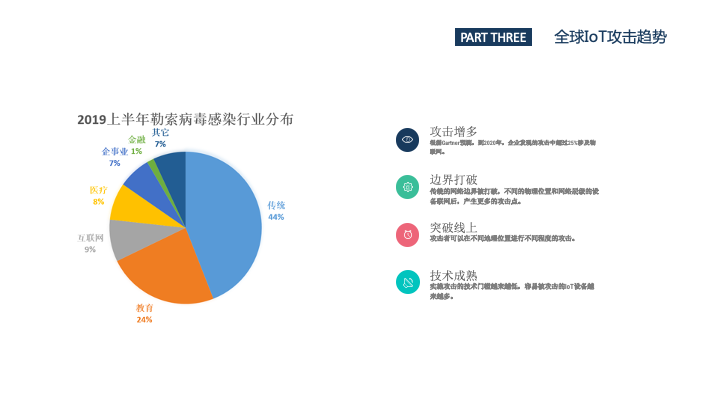 PART THREE
全球IoT攻击趋势
2019上半年勒索病毒感染行业分布
其它
7%
金融
1%
企事业
7%
医疗
8%
互联网
9%
教育
24%
传统
44%
攻击增多
根据Gartner预测，到2020年，企业发现的攻击中超过25%涉及物
联网。
边界打破
传统的网络边界被打破，不同的物理位置和网络层级的设
备联网后，产生更多的攻击点。
突破线上
攻击者可以在不同地理位置进行不同程度的攻击。
技术成熟
实施攻击的技术门槛越来越低，容易被攻击的IoT设备越
来越多。